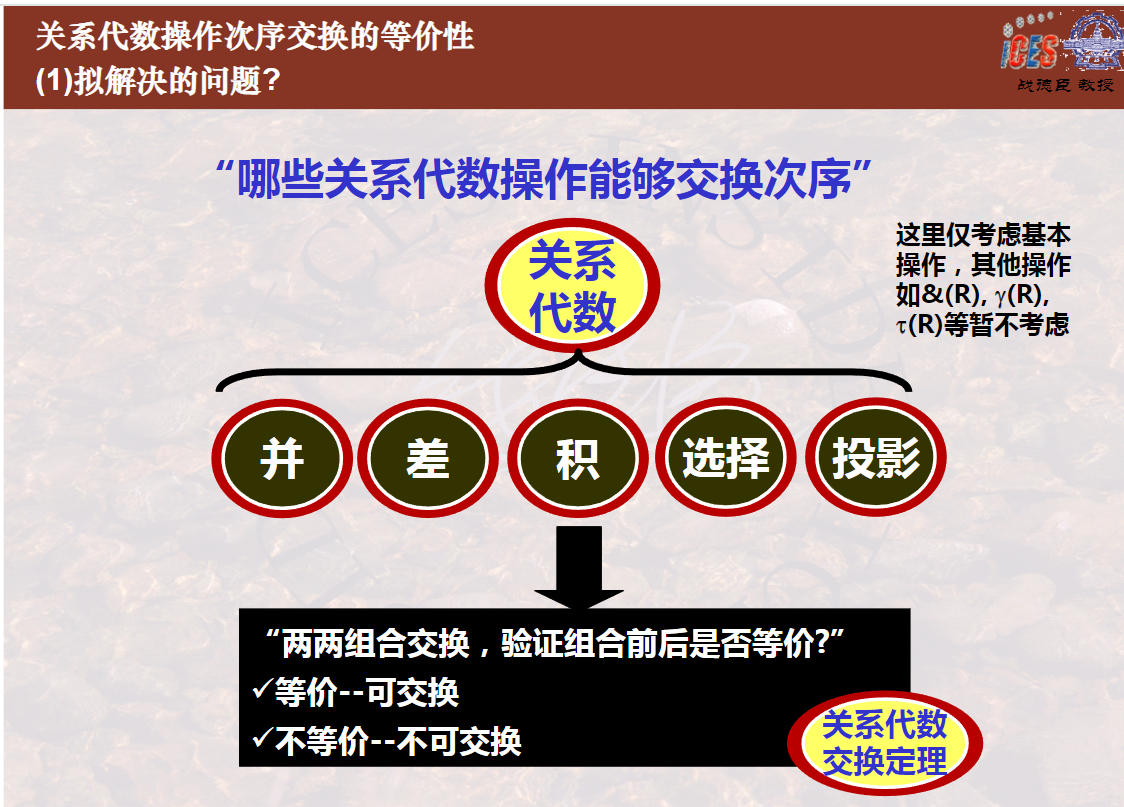 关系代数操作次序交换的等价性
(1)拟解决的问题?
iCES
战德臣 教授
“哪些关系代数操作能够交换次序”
关系
代数
这里仅考虑基本
操作，其他操作
如&(R), γ(R),
τ(R)等暂不考虑
并
差
积
选择
投影
“两两组合交换，验证组合前后是否等价?”
✓等价--可交换
✓不等价--不可交换
关系代数
交换定理